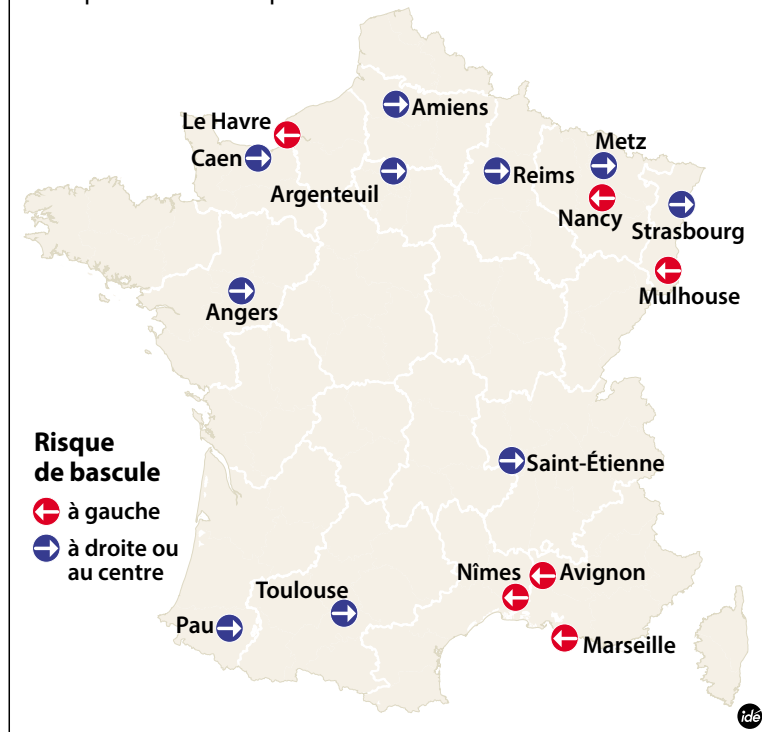 Amiens
Le Havre
Caen
Metz
Argenteuil
Reims
Nancy
Strasbourg
Mulhouse
Angers
Risque
de bascule
à gauche
à droite ou
au centre
Saint-Étienne
Nîmes
Avignon
Toulouse
Pau
Marseille
idé